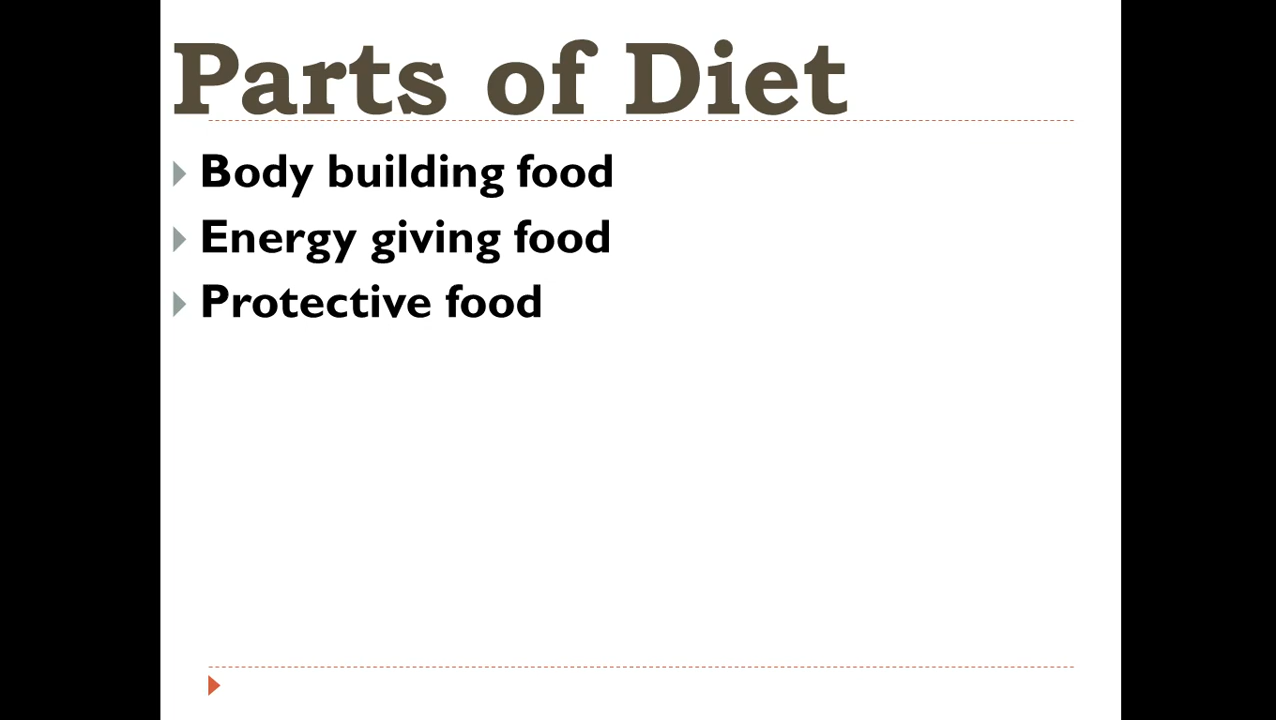 Parts of Diet
Body building food
Energy giving food
Protective food